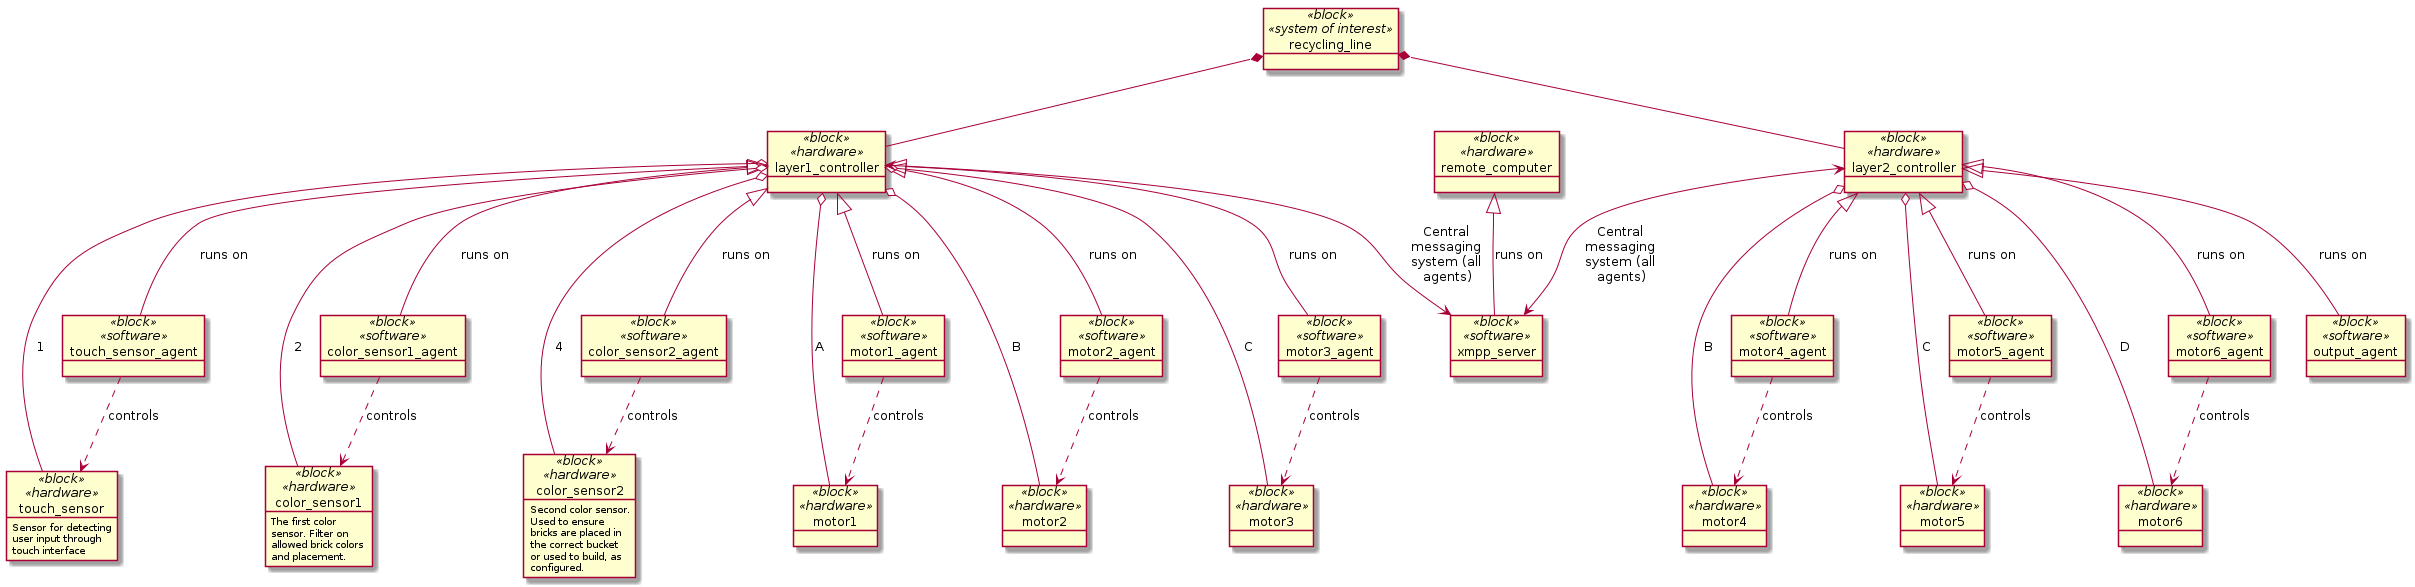 «block»
«system of interest»
recycling_line
«block»
«hardware»
layer1_controller
«block»
«hardware»
remote_computer
«block»
«hardware»
layer2_controller
runs on
runs on
runs on
runs on
runs on
runs on
Central
messaging
system (all
agents)
runs on
Central
messaging
system (all
agents)
runs on
runs on
runs on
runs on
1
«block»
«software»
touch_sensor_agent
2
«block»
«software»
color_sensor1_agent
4
«block»
«software»
color_sensor2_agent
A
«block»
«software»
motor1_agent
B
«block»
«software»
motor2_agent
C
«block»
«software»
motor3_agent
«block»
«software»
xmpp_server
B
«block»
«software»
motor4_agent
C
«block»
«software»
motor5_agent
D
«block»
«software»
motor6_agent
«block»
«software»
output_agent
controls
controls
controls
controls
controls
controls
controls
controls
controls
«block»
«hardware»
touch_sensor
Sensor for detecting
user input through
touch interface
«block»
«hardware»
color_sensor1
The first color
sensor. Filter on
allowed brick colors
and placement.
«block»
«hardware»
color_sensor2
Second color sensor.
Used to ensure
bricks are placed in
the correct bucket
or used to build, as
configured.
«block»
«hardware»
motor1
«block»
«hardware»
motor2
«block»
«hardware»
motor3
«block»
«hardware»
motor4
«block»
«hardware»
motor5
«block»
«hardware»
motor6